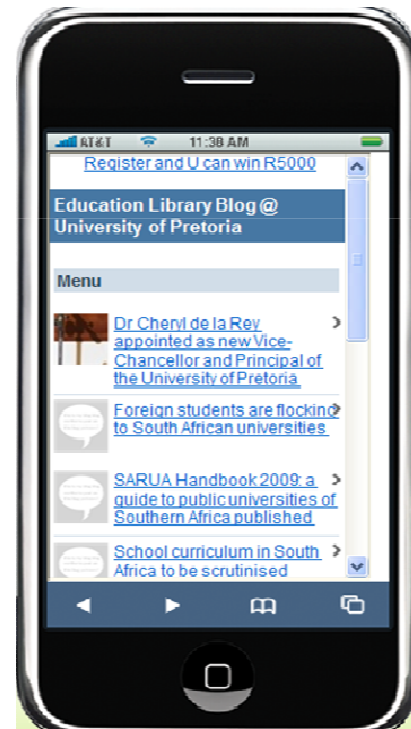 AT&T 11:38 AM
Register and U can win R5000
Education Library Blog @
University of Pretoria
Menu
Dr Cheryl de la Rey
appointed as new Vice-
Chancellor and Principal of
the University of Pretoria
Foreign students are flocking
to South African universities
SARUA Handbook 2009: a
guide to public universities of
Southern Africa published
School curriculum in South
Africa to be scrutinised